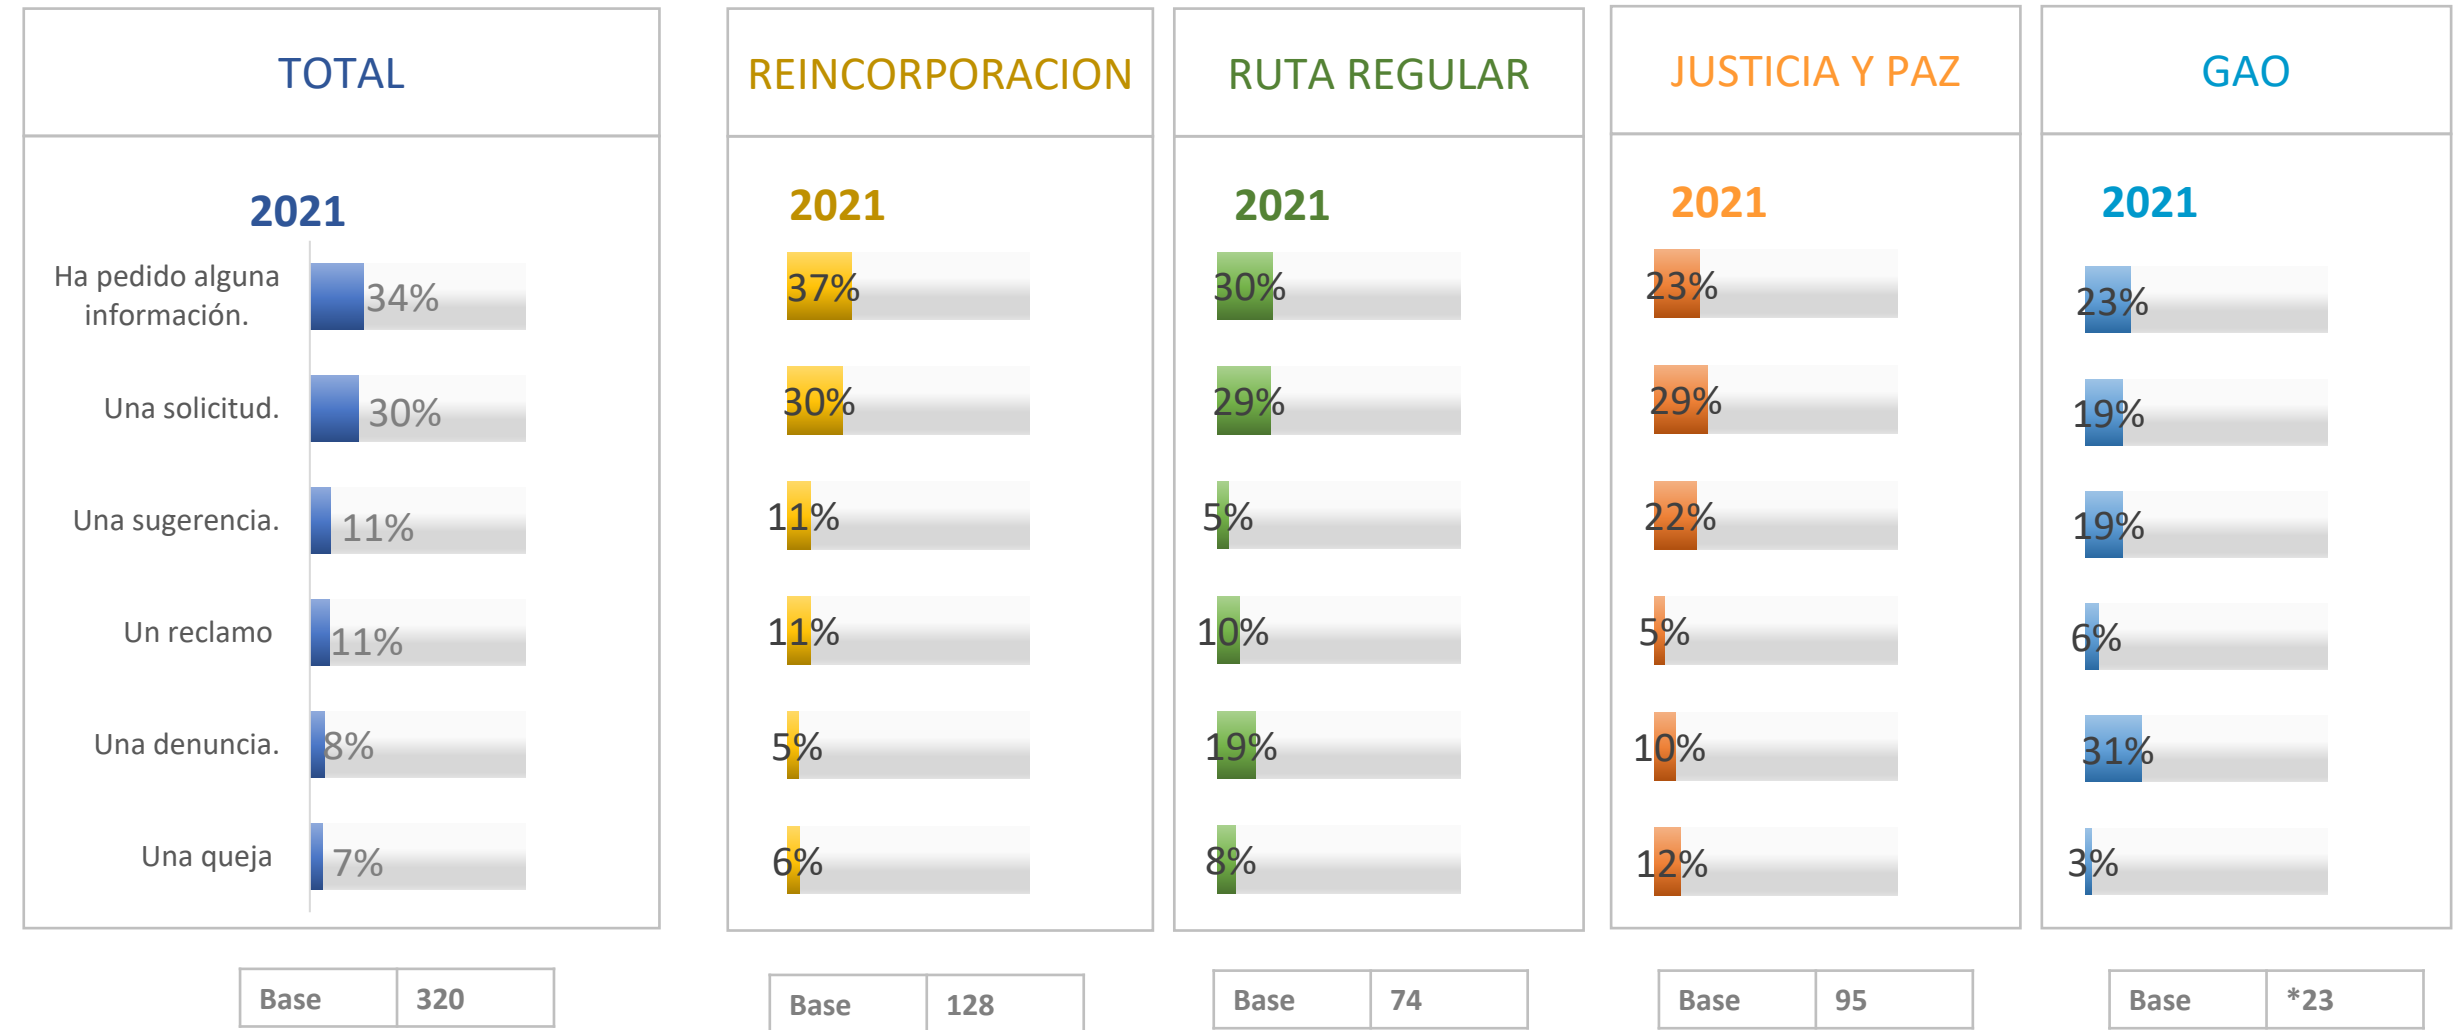 TOTAL
2021
Ha pedido alguna
información.
34%
Una solicitud.
30%
Una sugerencia.
11%
Un reclamo
11%
Una denuncia.
8%
Una queja
7%
Base 320
REINCORPORACION
2021
37%
30%
11%
11%
5%
6%
Base 128
RUTA REGULAR
2021
30%
29%
5%
10%
19%
8%
Base 74
JUSTICIA Y PAZ
2021
23%
29%
22%
5%
10%
12%
Base 95
GAO
2021
23%
19%
19%
6%
31%
3%
Base *23